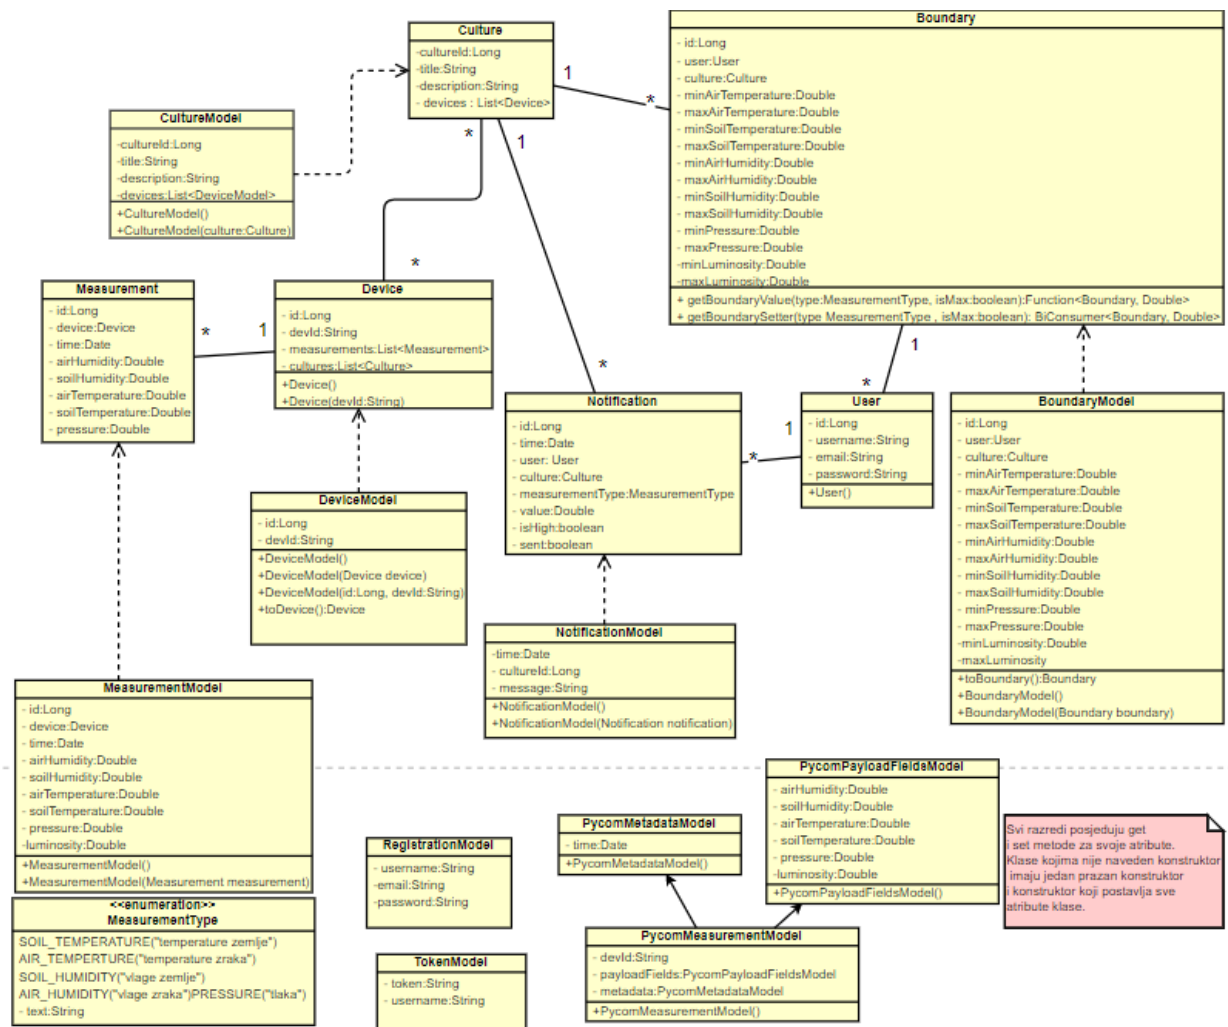 Culture
-cultureId:Long
-title:String
-description:String
- devices : List<Device>
Boundary
- id:Long
- user:User
- culture:Culture
- minAirTemperature:Double
- maxAirTemperature:Double
- minSoilTemperature:Double
- maxSoilTemperature:Double
- minAirHumidity:Double
- maxAirHumidity:Double
- minSoilHumidity:Double
- maxSoilHumidity:Double
- minPressure:Double
- maxPressure:Double
-minLuminosity:Double
-maxLuminosity:Double
+ getBoundaryValue(type:MeasurementType, isMax:boolean):Function<Boundary, Double>
+ getBoundarySetter(type MeasurementType , isMax:boolean): BiConsumer<Boundary, Double>
1
*
*
1
CultureModel
-cultureId:Long
-title:String
-description:String
-devices:List<DeviceModel>
+CultureModel()
+CultureModel(culture:Culture)
*
*
1
*
Measurement
- id:Long
- device:Device
- time:Date
- airHumidity:Double
- soilHumidity:Double
- airTemperature:Double
- soilTemperature:Double
- pressure:Double
*
1
Device
- id:Long
- devId:String
- measurements:List<Measurement>
- cultures:List<Culture>
+Device()
+Device(devId:String)
Notification
- id:Long
- time:Date
- user: User
- culture:Culture
- measurementType:MeasurementType
- value:Double
- isHigh:boolean
- sent:boolean
1
*
User
- id:Long
- username:String
- email:String
- password:String
+User()
BoundaryModel
- id:Long
- user:User
- culture:Culture
- minAirTemperature:Double
- maxAirTemperature:Double
- minSoilTemperature:Double
- maxSoilTemperature:Double
- minAirHumidity:Double
- maxAirHumidity:Double
- minSoilHumidity:Double
- maxSoilHumidity:Double
- minPressure:Double
- maxPressure:Double
-minLuminosity:Double
-maxLuminosity
+toBoundary():Boundary
+BoundaryModel()
+BoundaryModel(Boundary boundary)
1
*
DeviceModel
- id:Long
- devId:String
+DeviceModel()
+DeviceModel(Device device)
+DeviceModel(id:Long, devId:String)
+toDevice():Device
NotificationModel
-time:Date
- cultureId:Long
- message:String
+NotificationModel()
+NotificationModel(Notification notification)
MeasurementModel
- id:Long
- device:Device
- time:Date
- airHumidity:Double
- soilHumidity:Double
- airTemperature:Double
- soilTemperature:Double
- pressure:Double
-luminosity:Double
+MeasurementModel()
+MeasurementModel(Measurement measurement)
<<enumeration>>
MeasurementType
SOIL_TEMPERATURE("temperature zemlje")
AIR_TEMPERTURE("temperature zraka")
SOIL_HUMIDITY("vlage zemlje")
AIR_HUMIDITY("vlage zraka")PRESSURE("tlaka")
- text:String
RegistrationModel
- username:String
-email:String
-password:String
TokenModel
- token:String
- username:String
PycomMetadataModel
- time:Date
+PycomMetadataModel()
PycomPayloadFieldsModel
- airHumidity:Double
- soilHumidity:Double
- airTemperature:Double
- soilTemperature:Double
- pressure:Double
-luminosity:Double
+PycomPayloadFieldsModel()
PycomMeasurementModel
- devId:String
- payloadFields:PycomPayloadFieldsModel
- metadata:PycomMetadataModel
+PycomMeasurementModel()
Svi razredi posjeduju get
i set metode za svoje atribute.
Klase kojima nije naveden konstruktor
imaju jedan prazan konstruktor
i konstruktor koji postavlja sve
atribute klase.